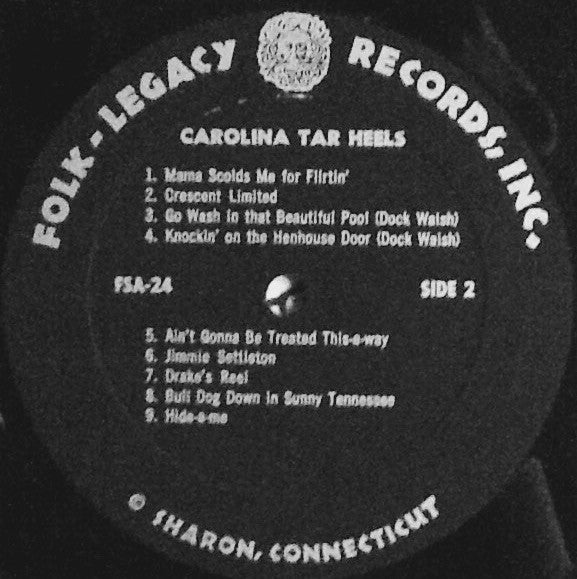 FOLK-LEGACY RECORDS, INC.
CAROLINA TAR HEELS
1. Mama Scolds Me for Flirtin'
2. Crescent Limited
3. Go Wash in that Beautiful Pool (Dock Walsh)
4. Knockin' on the Henhouse Door (Dock Walsh)
FSA-24
SIDE 2
5. Ain't Gonna Be Treated This-a-way
6. Jimmie Settleton
7. Drake's Reel
8. Bull Dog Down in Sunny Tennessee
9. Hide-a-me
© SHARON, CONNECTICUT